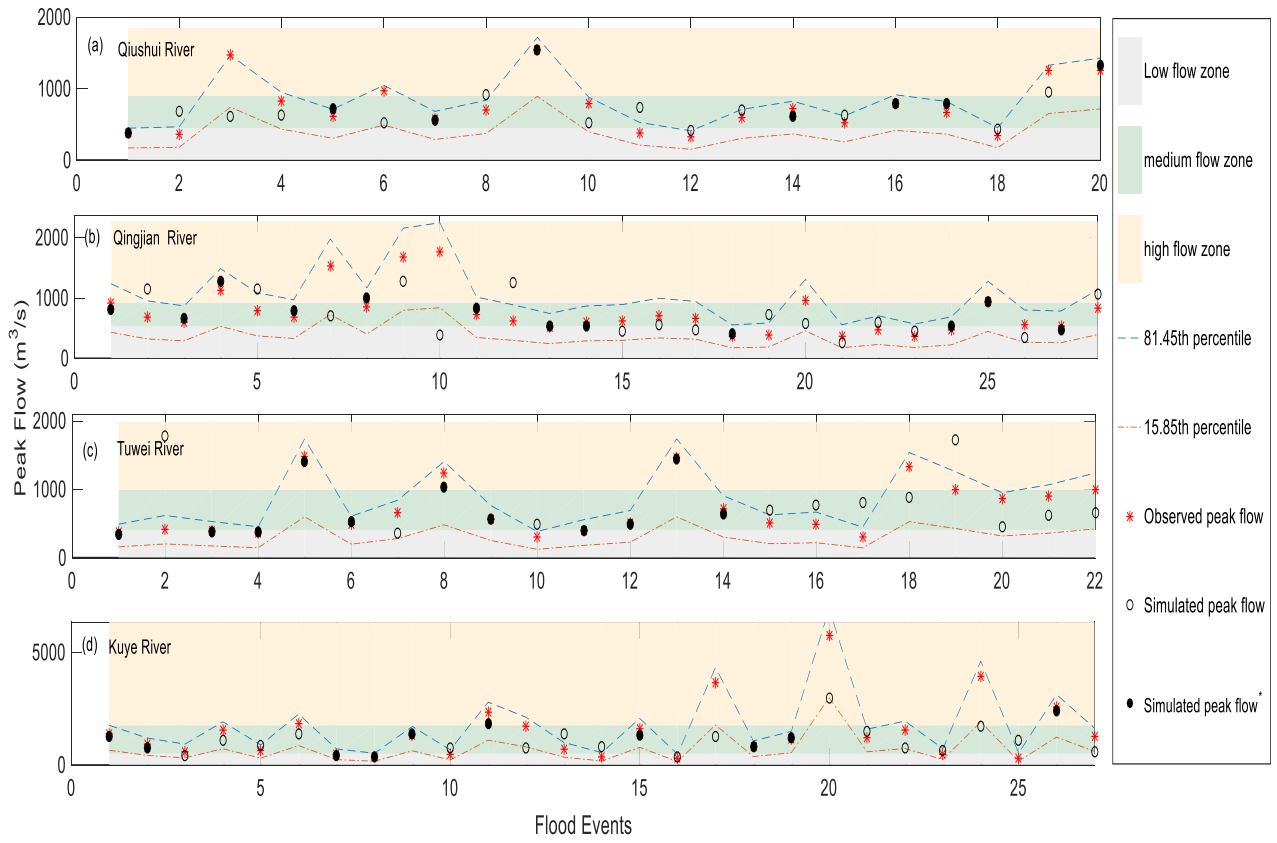 2000
1000
0
(a) Qiushui River
0 2 4 6 8 10 12 14 16 18 20
2000
1000
0
(b) Qingjian River
0 5 10 15 20 25
2000
1000
0
(c) Tuwei River
0 2 4 6 8 10 12 14 16 18 20 22
5000
0
(d) Kuye River
0 5 10 15 20 25
Peak Flow (m³/s)
Flood Events
Low flow zone
medium flow zone
high flow zone
81.45th percentile
15.85th percentile
Observed peak flow
Simulated peak flow
Simulated peak flow*